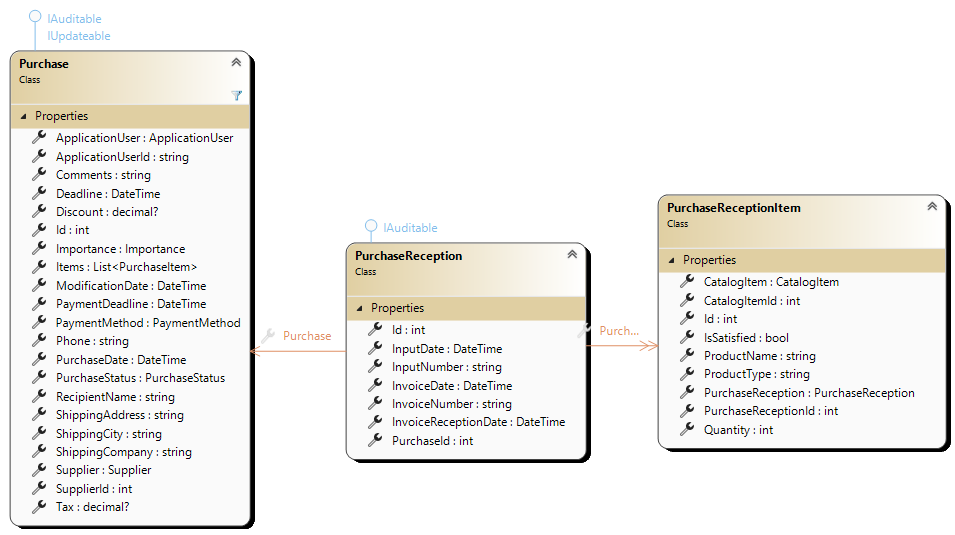 IAuditable
IUpdateable
Purchase
Class
Properties
ApplicationUser : ApplicationUser
ApplicationUserId : string
Comments : string
Deadline : DateTime
Discount : decimal?
Id : int
Importance : Importance
Items : List<PurchaseItem>
ModificationDate : DateTime
PaymentDeadline : DateTime
PaymentMethod : PaymentMethod
Phone : string
PurchaseDate : DateTime
PurchaseStatus : PurchaseStatus
RecipientName : string
ShippingAddress : string
ShippingCity : string
ShippingCompany : string
Supplier : Supplier
SupplierId : int
Tax : decimal?
Purchase
IAuditable
PurchaseReception
Class
Properties
Id : int
InputDate : DateTime
InputNumber : string
InvoiceDate : DateTime
InvoiceNumber : string
InvoiceReceptionDate : DateTime
PurchaseId : int
Purch...
PurchaseReceptionItem
Class
Properties
CatalogItem : CatalogItem
CatalogItemId : int
Id : int
IsSatisfied : bool
ProductName : string
ProductType : string
PurchaseReception : PurchaseReception
PurchaseReceptionId : int
Quantity : int